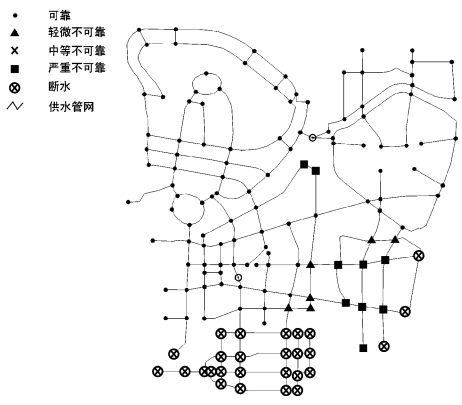 可靠
轻微不可靠
中等不可靠
严重不可靠
断水
供水管网